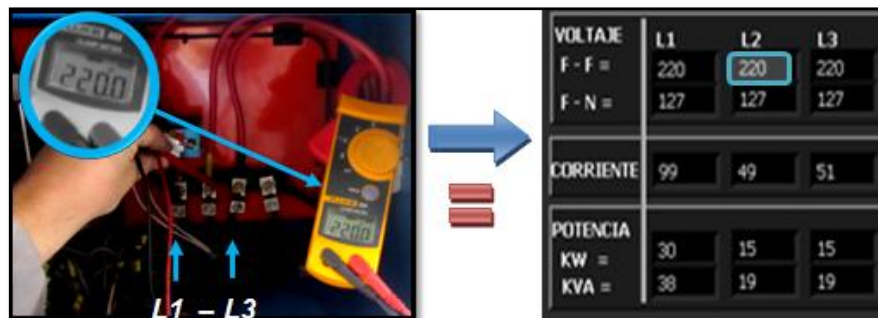 220.0
220.0
L1 – L3
VOLTAJE L1 L2 L3
F - F = 220 220 220
F - N = 127 127 127
CORRIENTE 99 49 51
POTENCIA
KW = 30 15 15
KVA = 38 19 19